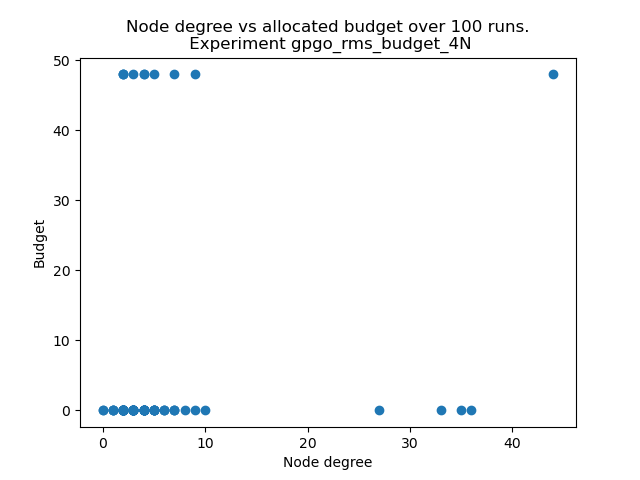 Node degree vs allocated budget over 100 runs.
Experiment gpgo_rms_budget_4N
50
40
30
20
10
0
Budget
0 10 20 30 40
Node degree